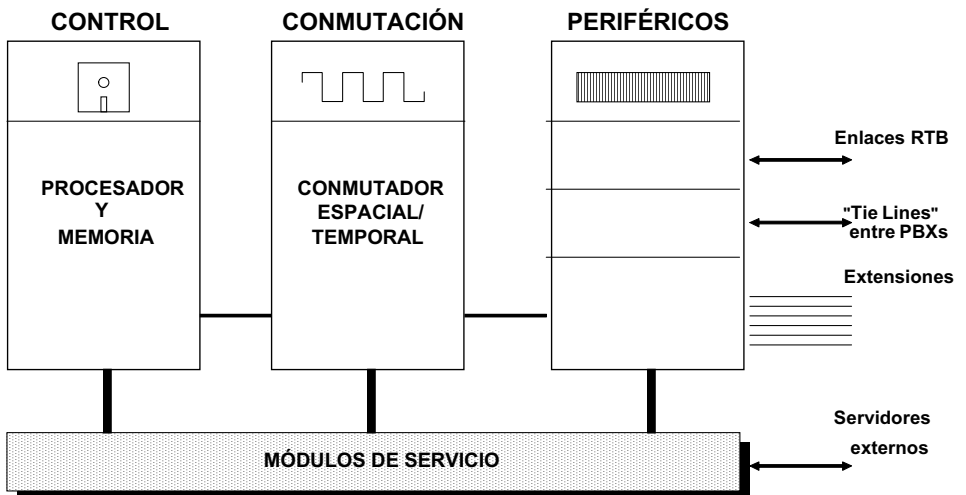 CONTROL
CONMUTACIÓN
PERIFÉRICOS
PROCESADOR
Y
MEMORIA
CONMUTADOR
ESPACIAL/
TEMPORAL
Enlaces RTB
"Tie Lines"
entre PBXs
Extensiones
Servidores
externos
MÓDULOS DE SERVICIO